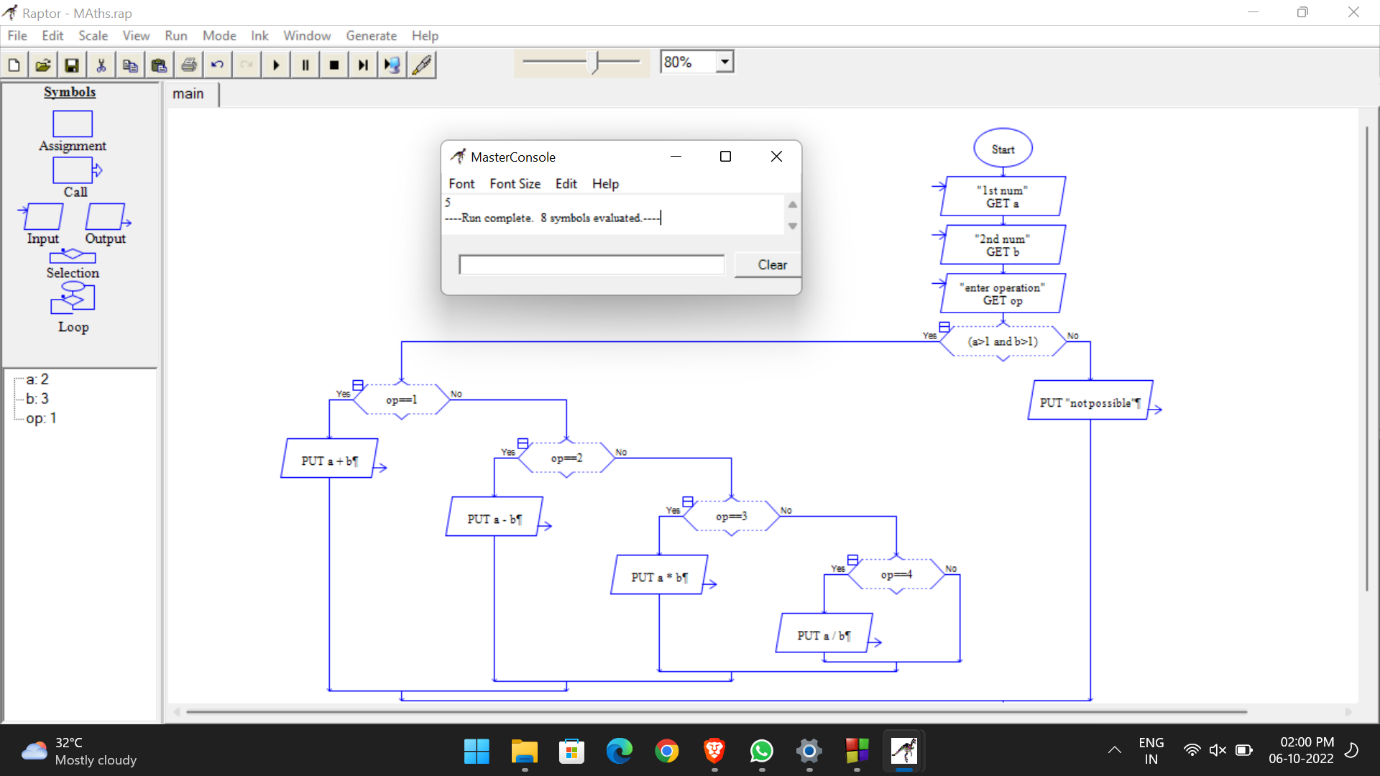 Raptor - MAths.rap
File Edit Scale View Run Mode Ink Window Generate Help
80%
Symbols
Assignment
Call
Input Output
Selection
Loop
a: 2
b: 3
op: 1
main
MasterConsole
Font Font Size Edit Help
5
----Run complete. 8 symbols evaluated.----
Clear
Start
"1st num"
GET a
"2nd num"
GET b
"enter operation"
GET op
Yes (a>1 and b>1) No
PUT "not possible"¶
Yes op==1 No
PUT a + b¶
Yes op==2 No
PUT a - b¶
Yes op==3 No
PUT a * b¶
Yes op==4 No
PUT a / b¶
32°C
Mostly cloudy
ENG
IN
02:00 PM
06-10-2022